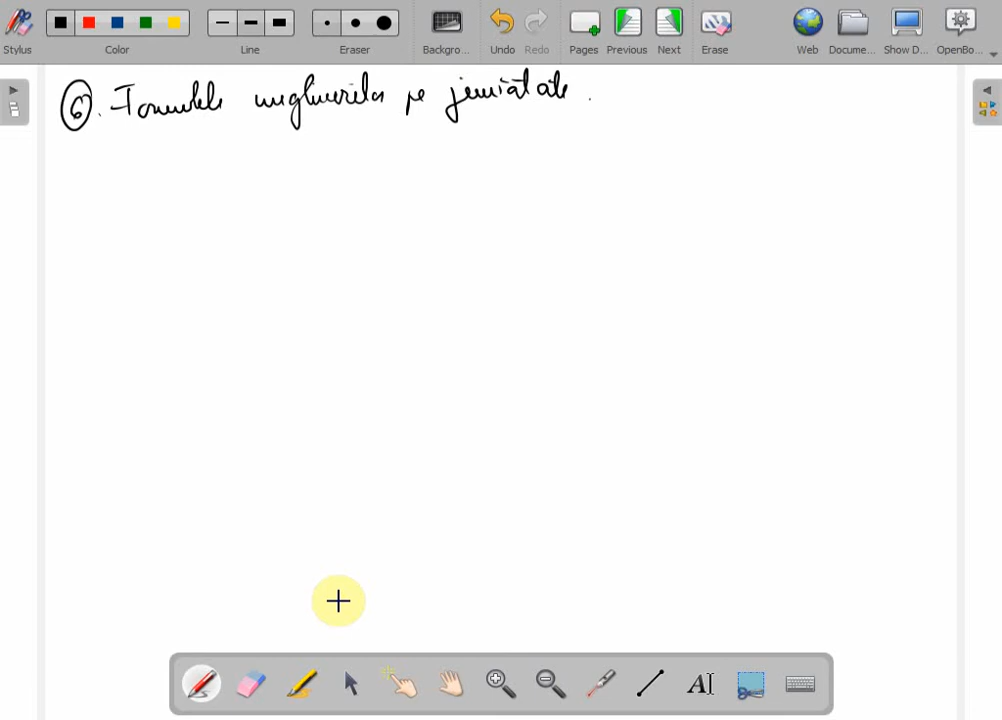 Stylus
Color
Line
Eraser
Backgro...
Undo
Redo
Pages
Previous
Next
Erase
Web
Docume...
Show D...
OpenBo...
6. Formulele unghiurilor pe jumătate.